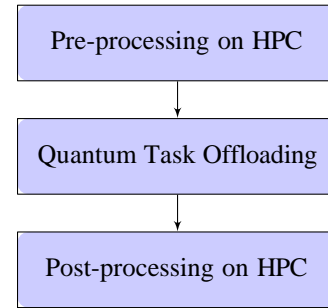 Pre-processing on HPC
Quantum Task Offloading
Post-processing on HPC